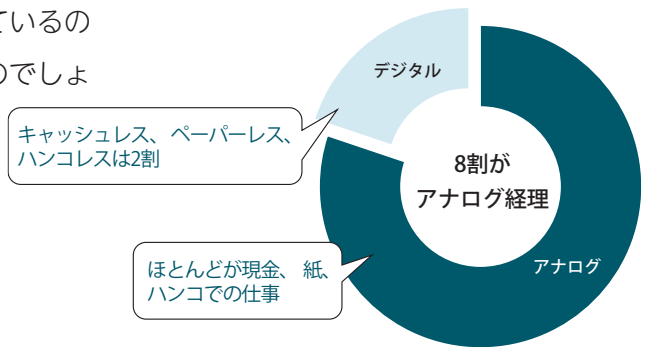 ているの
のでしょ
デジタル
キャッシュレス、ペーパーレス、
ハンコレスは2割
8割が
アナログ経理
ほとんどが現金、紙、
ハンコでの仕事
アナログ